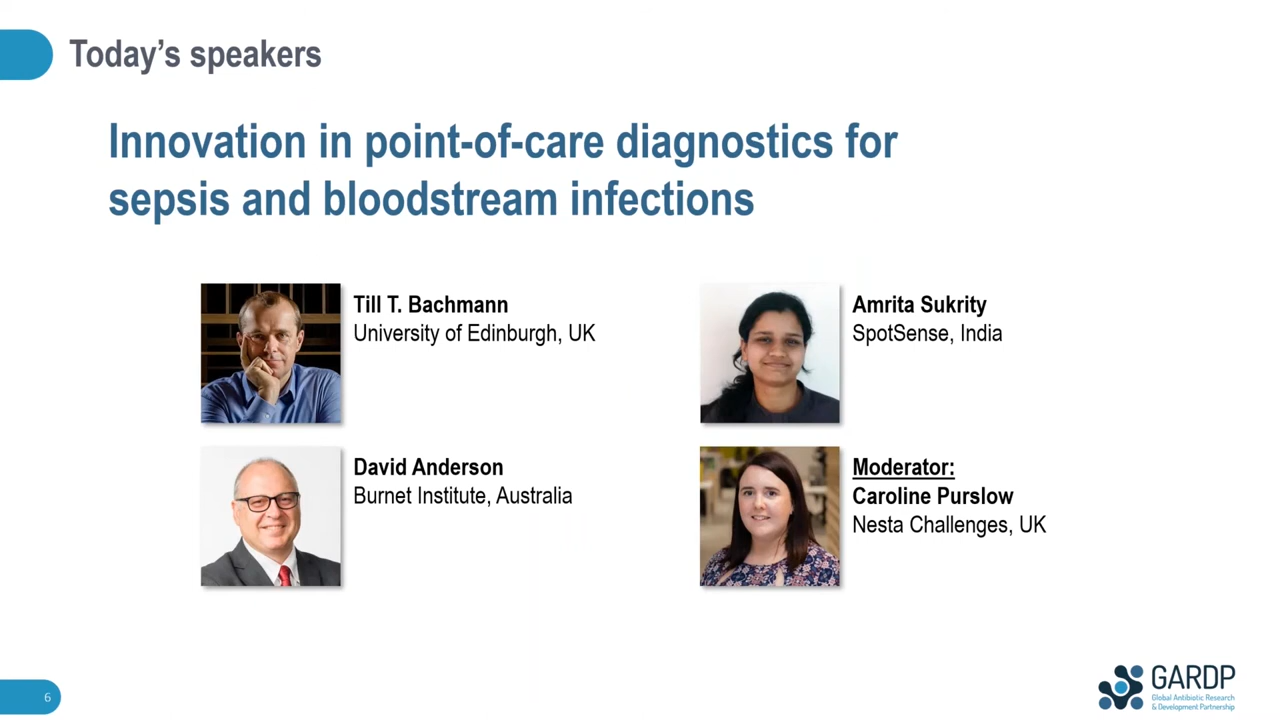 Today’s speakers
Innovation in point-of-care diagnostics for
sepsis and bloodstream infections
Till T. Bachmann
University of Edinburgh, UK
Amrita Sukrity
SpotSense, India
David Anderson
Burnet Institute, Australia
Moderator:
Caroline Purslow
Nesta Challenges, UK
6
GARDP
Global Antibiotic Research
& Development Partnership